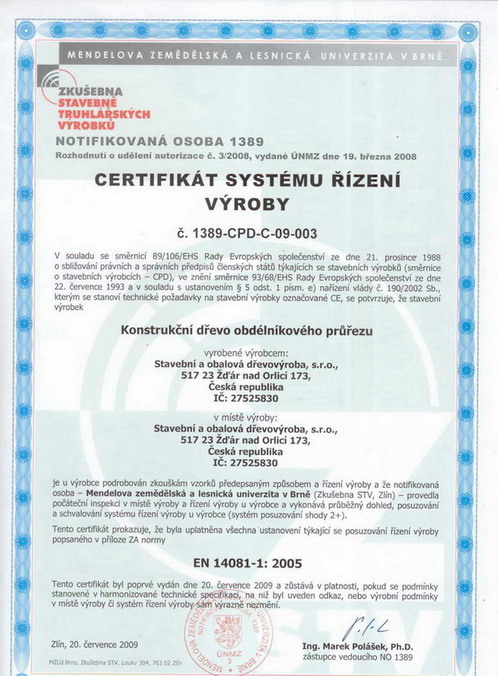 MENDELOVA ZEMĚDĚLSKÁ A LESNICKÁ UNIVERZITA V BRNĚ
ZKUŠEBNA
STAVEBNĚ
TRUHLÁŘSKÝCH
VÝROBKŮ
NOTIFIKOVANÁ OSOBA 1389
Rozhodnutí o udělení autorizace č. 3/2008, vydané ÚNMZ dne 19. března 2008
CERTIFIKÁT SYSTÉMU ŘÍZENÍ
VÝROBY
č. 1389-CPD-C-09-003
V souladu se směrnicí 89/106/EHS Rady Evropských společenství ze dne 21. prosince 1988
o sbližování právních a správních předpisů členských států týkajících se stavebních výrobků (směrnice
o stavebních výrobcích – CPD), ve znění směrnice 93/68/EHS Rady Evropských společenství ze dne
22. července 1993 a v souladu s ustanovením § 5 odst. 1 písm. e) nařízení vlády č. 190/2002 Sb.,
kterým se stanoví technické požadavky na stavební výrobky označované CE, se potvrzuje, že stavební
výrobek
Konstrukční dřevo obdélníkového průřezu
vyrobené výrobcem:
Stavební a obalová dřevovýroba, s.r.o.,
517 23 Žďár nad Orlicí 173,
Česká republika
IČ: 27525830
v místě výroby:
Stavební a obalová dřevovýroba, s.r.o.,
517 23 Žďár nad Orlicí 173,
Česká republika
IČ: 27525830
je u výrobce podrobován zkouškám vzorků předepsaným způsobem a řízení výroby a že notifikovaná
osoba – Mendelova zemědělská a lesnická univerzita v Brně (Zkušebna STV, Zlín) – provedla
počáteční inspekci v místě výroby a řízení výroby u výrobce a vykonává průběžný dohled, posuzování
a schvalování systému řízení výroby u výrobce (systém posuzování shody 2+).
Tento certifikát prokazuje, že byla uplatněna všechna ustanovení týkající se posuzování řízení výroby
popsaného v příloze ZA normy
EN 14081-1: 2005
Tento certifikát byl poprvé vydán dne 20. července 2009 a zůstává v platnosti, pokud se podmínky
stanovené v harmonizované technické specifikaci, na niž byl uveden odkaz, nebo výrobní podmínky
v místě výroby či systém řízení výroby sám výrazně nezmění.
Zlín, 20. července 2009
ÚNMZ
3
Ing. Marek Polášek, Ph.D.
zástupce vedoucího NO 1389
MZLU Brno, Zkušebna STV, Louky 304, 763 02 Zlín